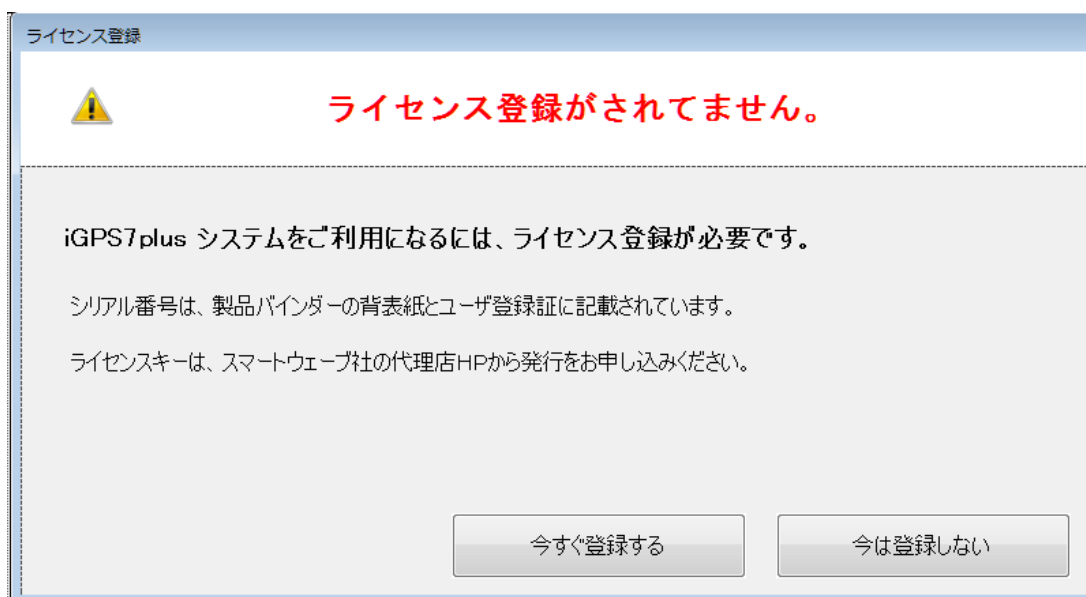 ライセンス登録
ライセンス登録がされてません。
iGPS7plus システムをご利用になるには、ライセンス登録が必要です。
シリアル番号は、製品バインダーの背表紙とユーザ登録証に記載されています。
ライセンスキーは、スマートウェーブ社の代理店HPから発行をお申し込みください。
今すぐ登録する
今は登録しない